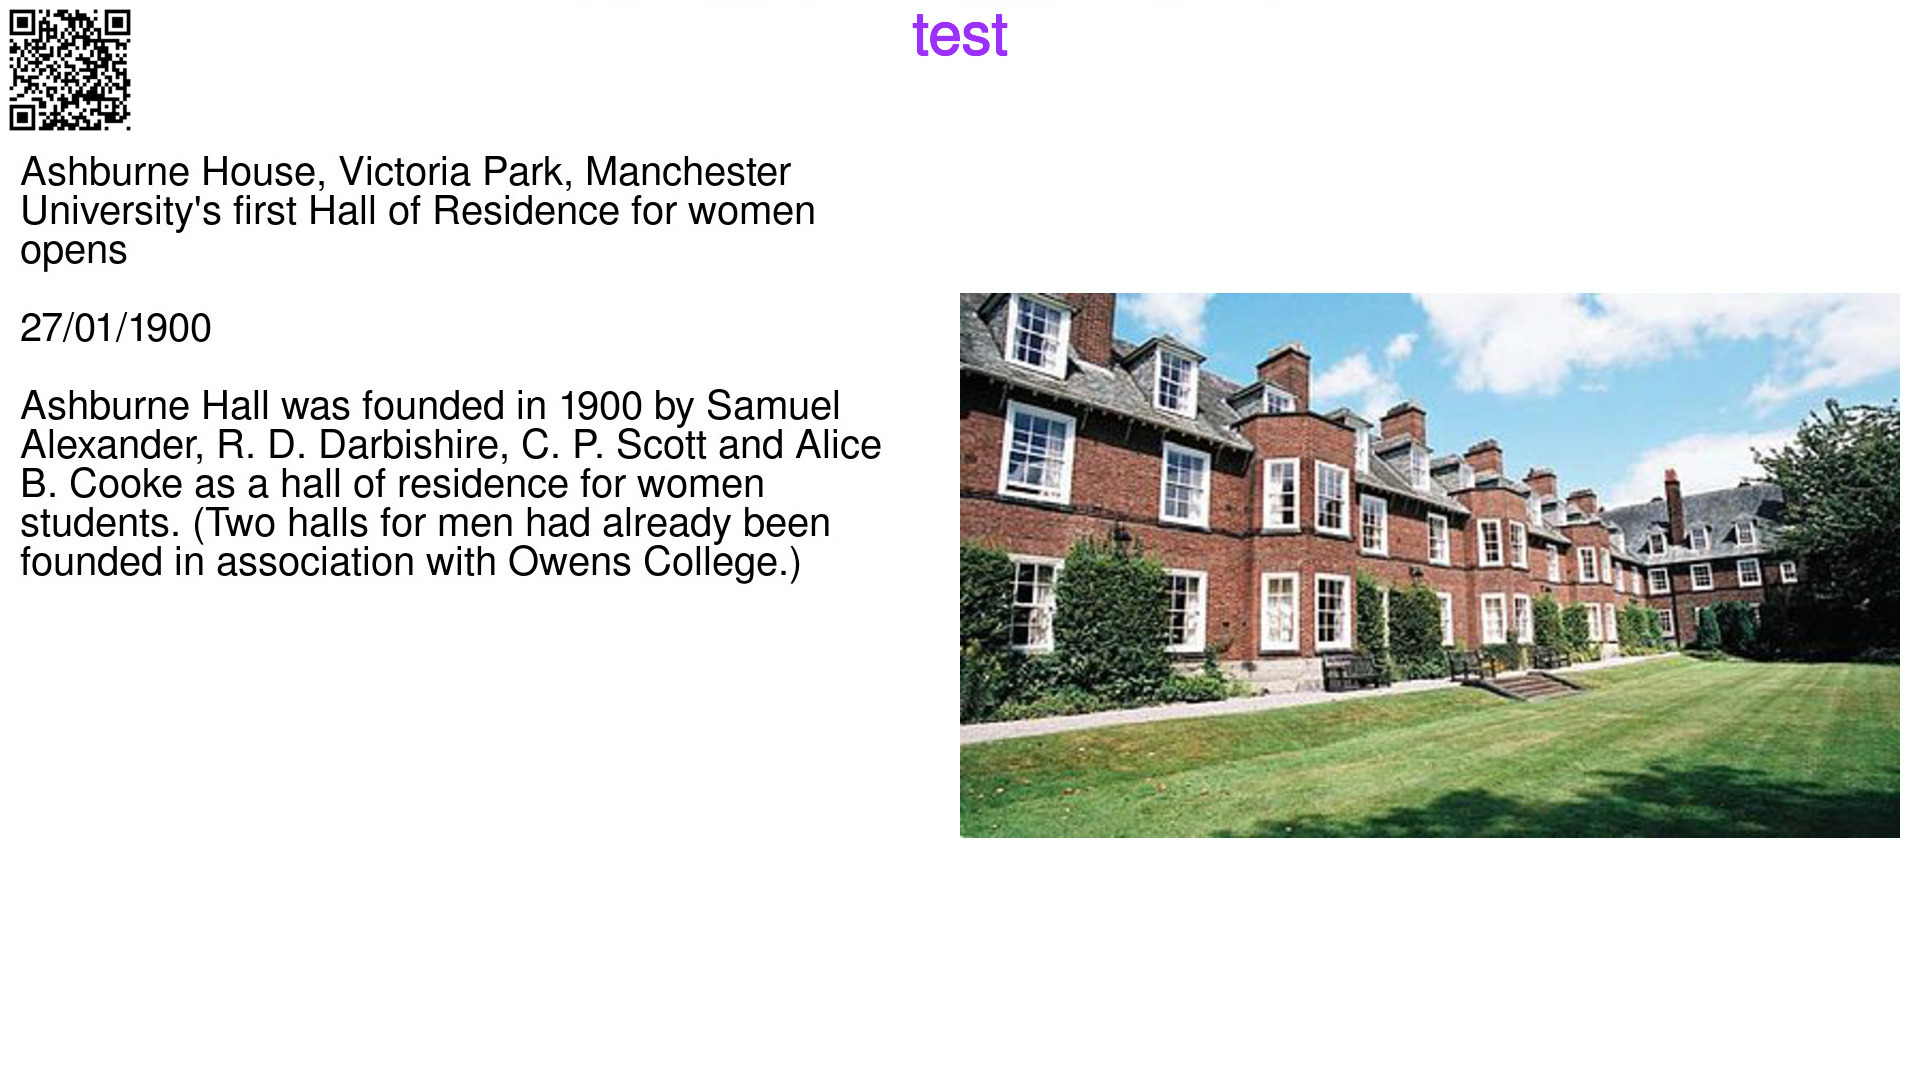 test
Ashburne House, Victoria Park, Manchester
University's first Hall of Residence for women
opens
27/01/1900
Ashburne Hall was founded in 1900 by Samuel
Alexander, R. D. Darbishire, C. P. Scott and Alice
B. Cooke as a hall of residence for women
students. (Two halls for men had already been
founded in association with Owens College.)